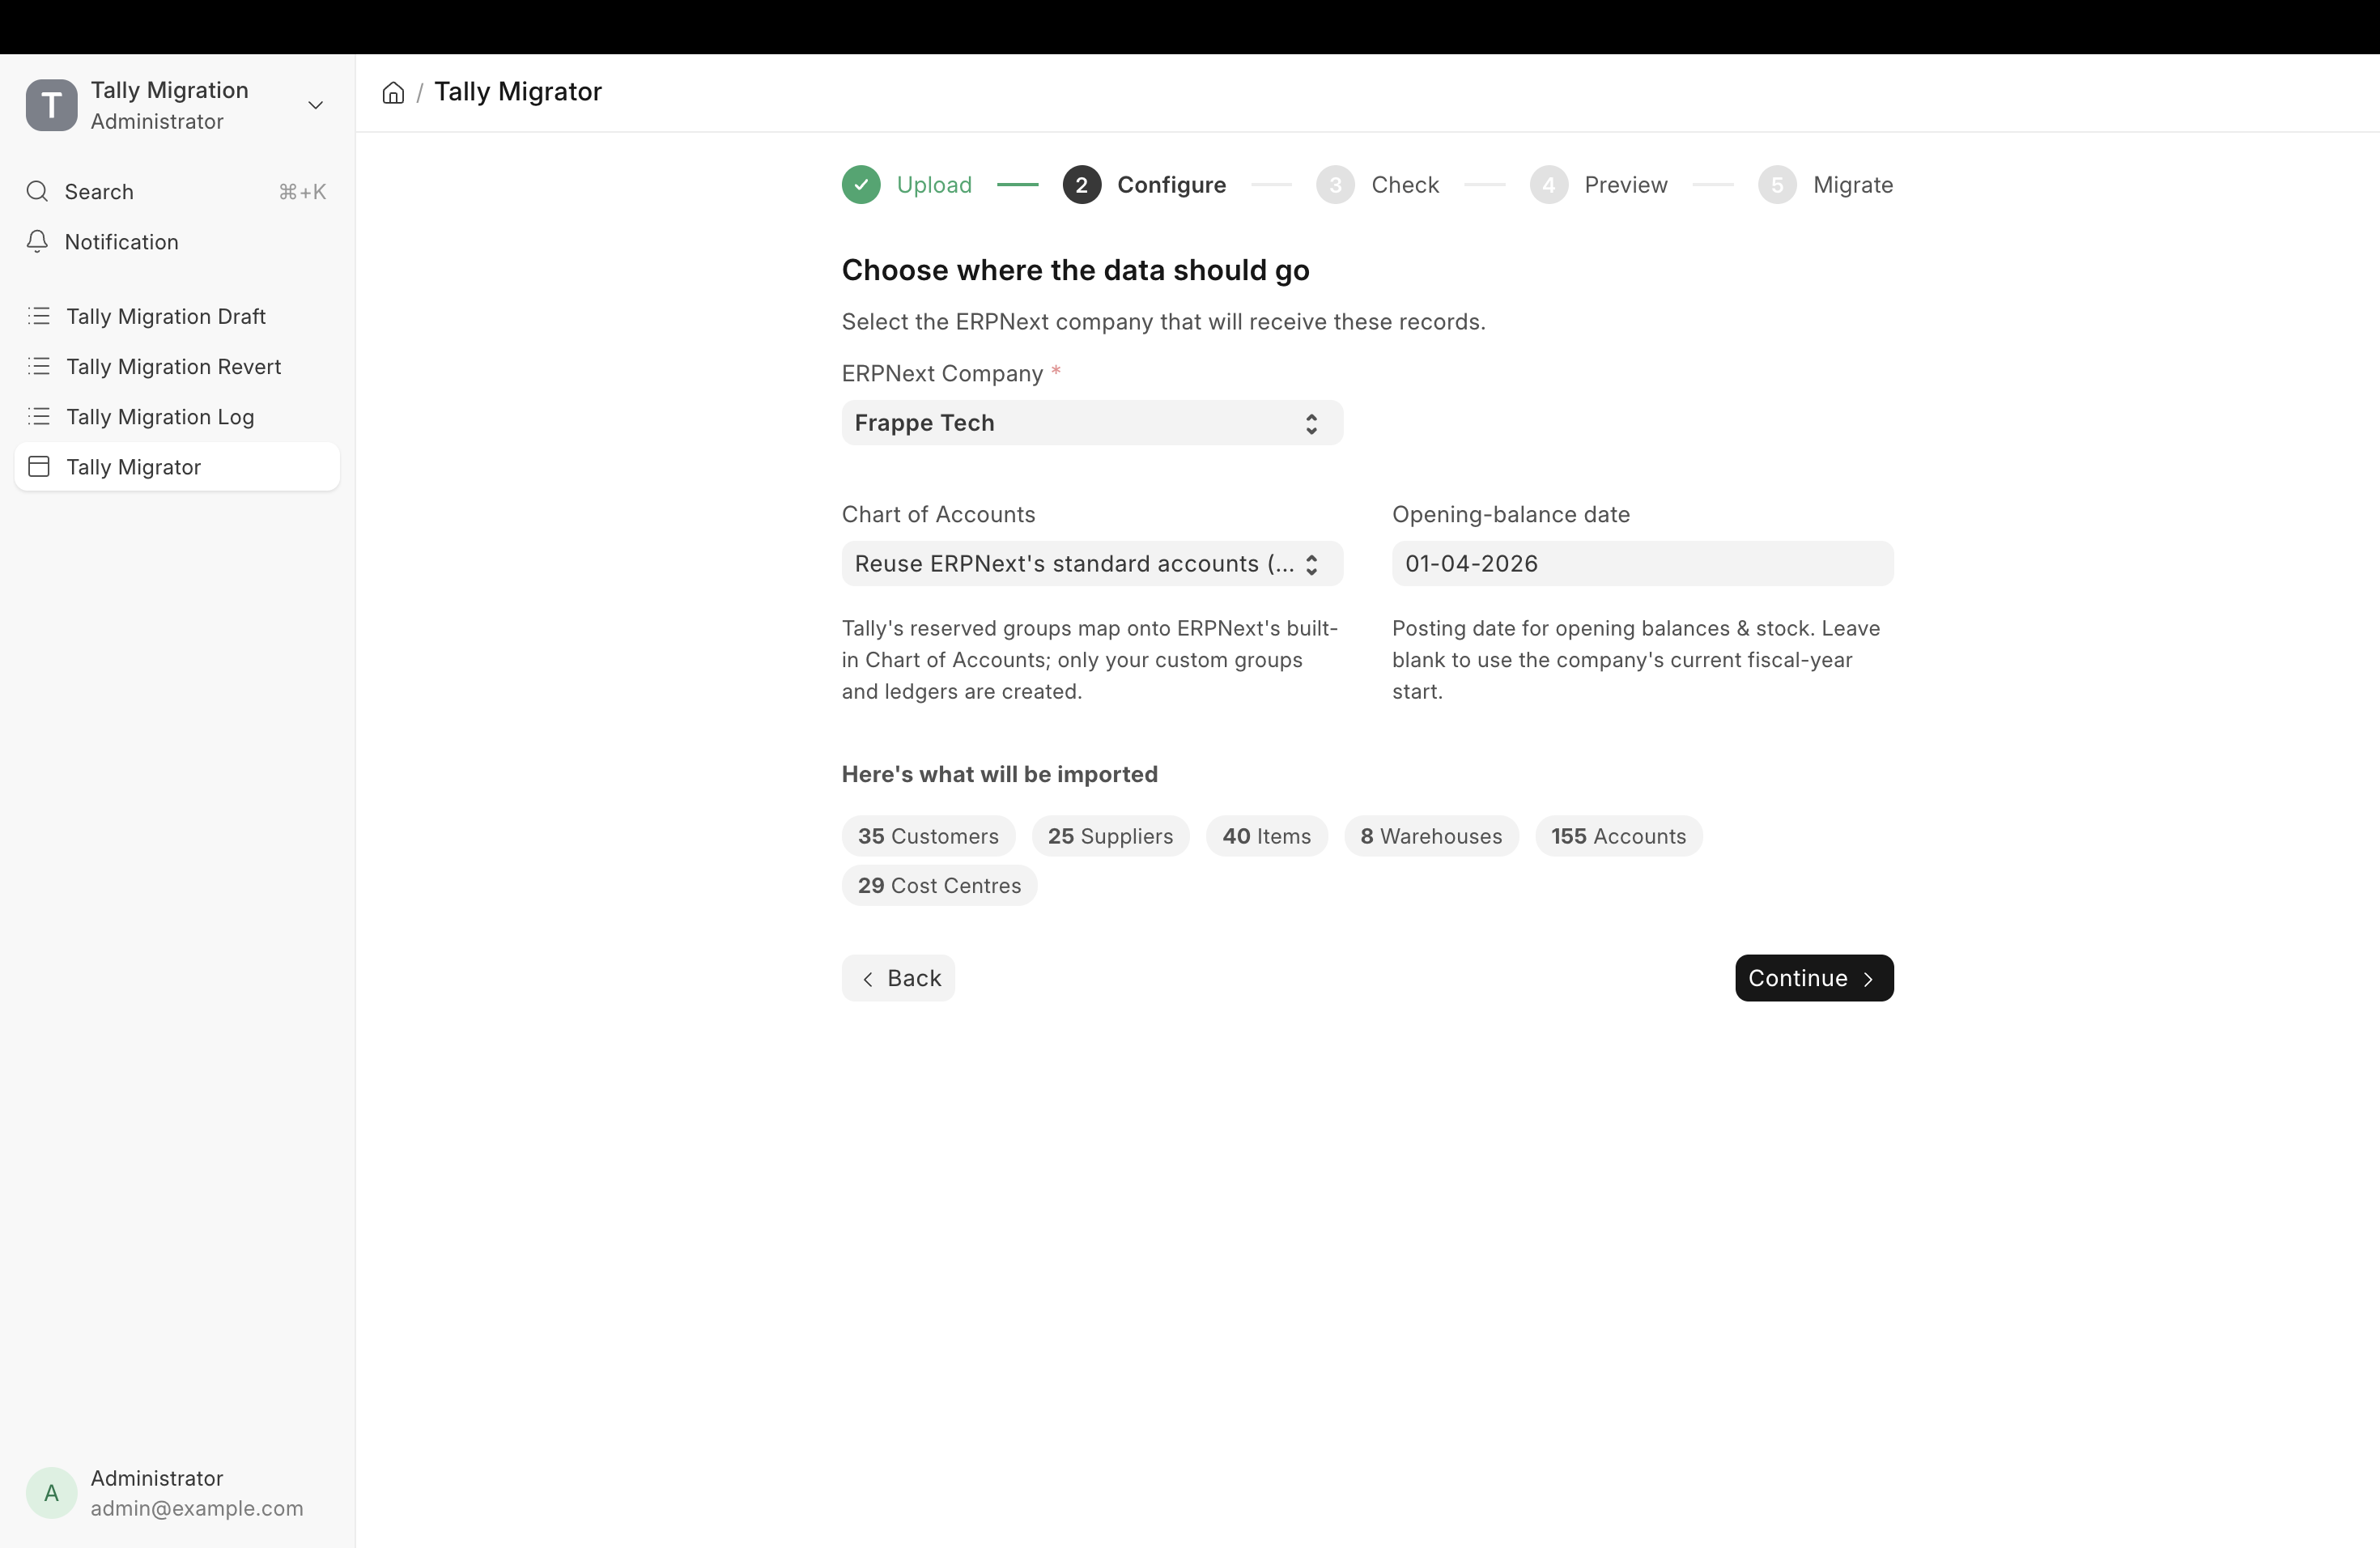 Tally Migration
Administrator
Search ⌘+K
Notification
Tally Migration Draft
Tally Migration Revert
Tally Migration Log
Tally Migrator
A
Administrator
admin@example.com
T
/ Tally Migrator
Upload 2 Configure 3 Check 4 Preview 5 Migrate
Choose where the data should go
Select the ERPNext company that will receive these records.
ERPNext Company *
Frappe Tech
Chart of Accounts
Reuse ERPNext's standard accounts (...
Tally's reserved groups map onto ERPNext's built-
in Chart of Accounts; only your custom groups
and ledgers are created.
Opening-balance date
01-04-2026
Posting date for opening balances & stock. Leave
blank to use the company's current fiscal-year
start.
Here's what will be imported
35 Customers 25 Suppliers 40 Items 8 Warehouses 155 Accounts
29 Cost Centres
Back
Continue